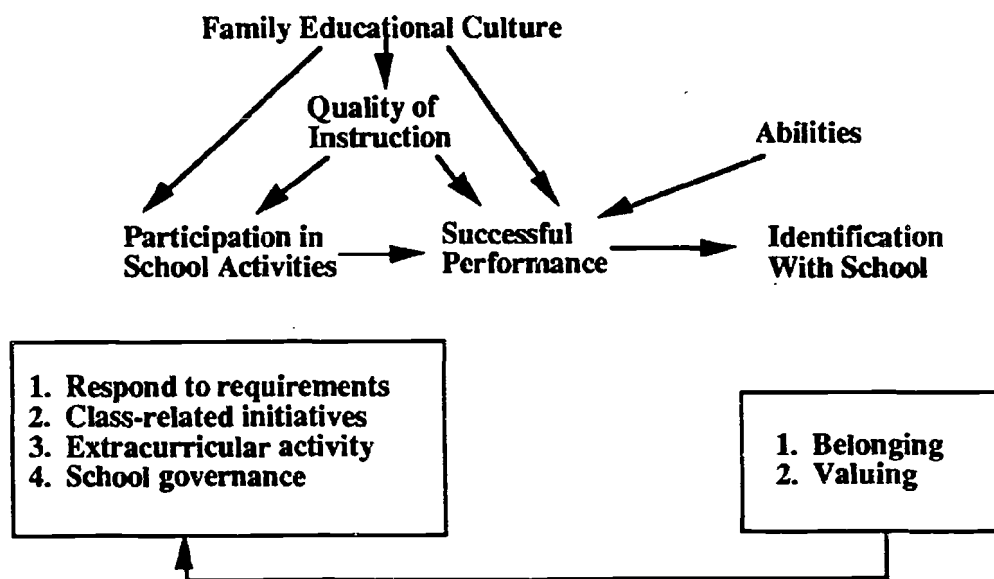 Family Educational Culture
Quality of
Instruction
Abilities
Participation in
School Activities
Successful
Performance
Identification
With School
1. Respond to requirements
2. Class-related initiatives
3. Extracurricular activity
4. School governance
1. Belonging
2. Valuing